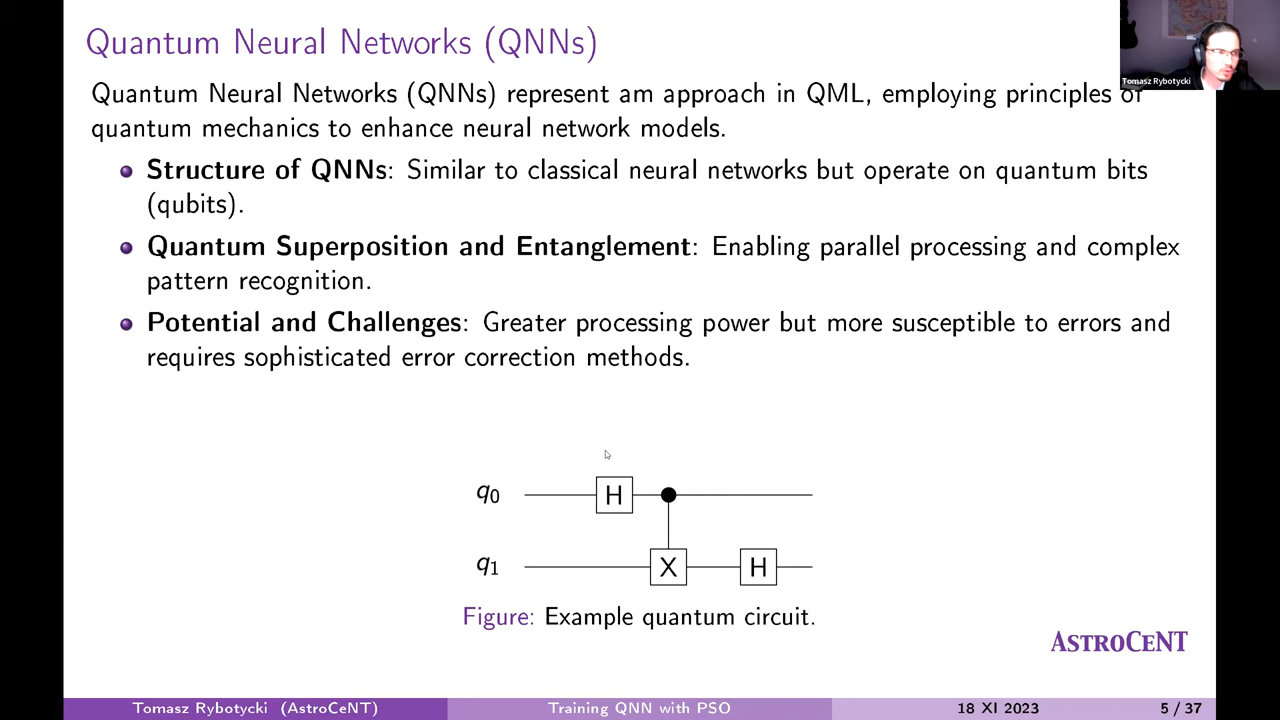 Quantum Neural Networks (QNNs)
Tomasz Rybotycki
Quantum Neural Networks (QNNs) represent am approach in QML, employing principles of
quantum mechanics to enhance neural network models.
Structure of QNNs: Similar to classical neural networks but operate on quantum bits
(qubits).
Quantum Superposition and Entanglement: Enabling parallel processing and complex
pattern recognition.
Potential and Challenges: Greater processing power but more susceptible to errors and
requires sophisticated error correction methods.
q0 H
q1 X H
Figure: Example quantum circuit.
ASTROCENT
Tomasz Rybotycki (AstroCeNT) Training QNN with PSO 18 XI 2023 5 / 37